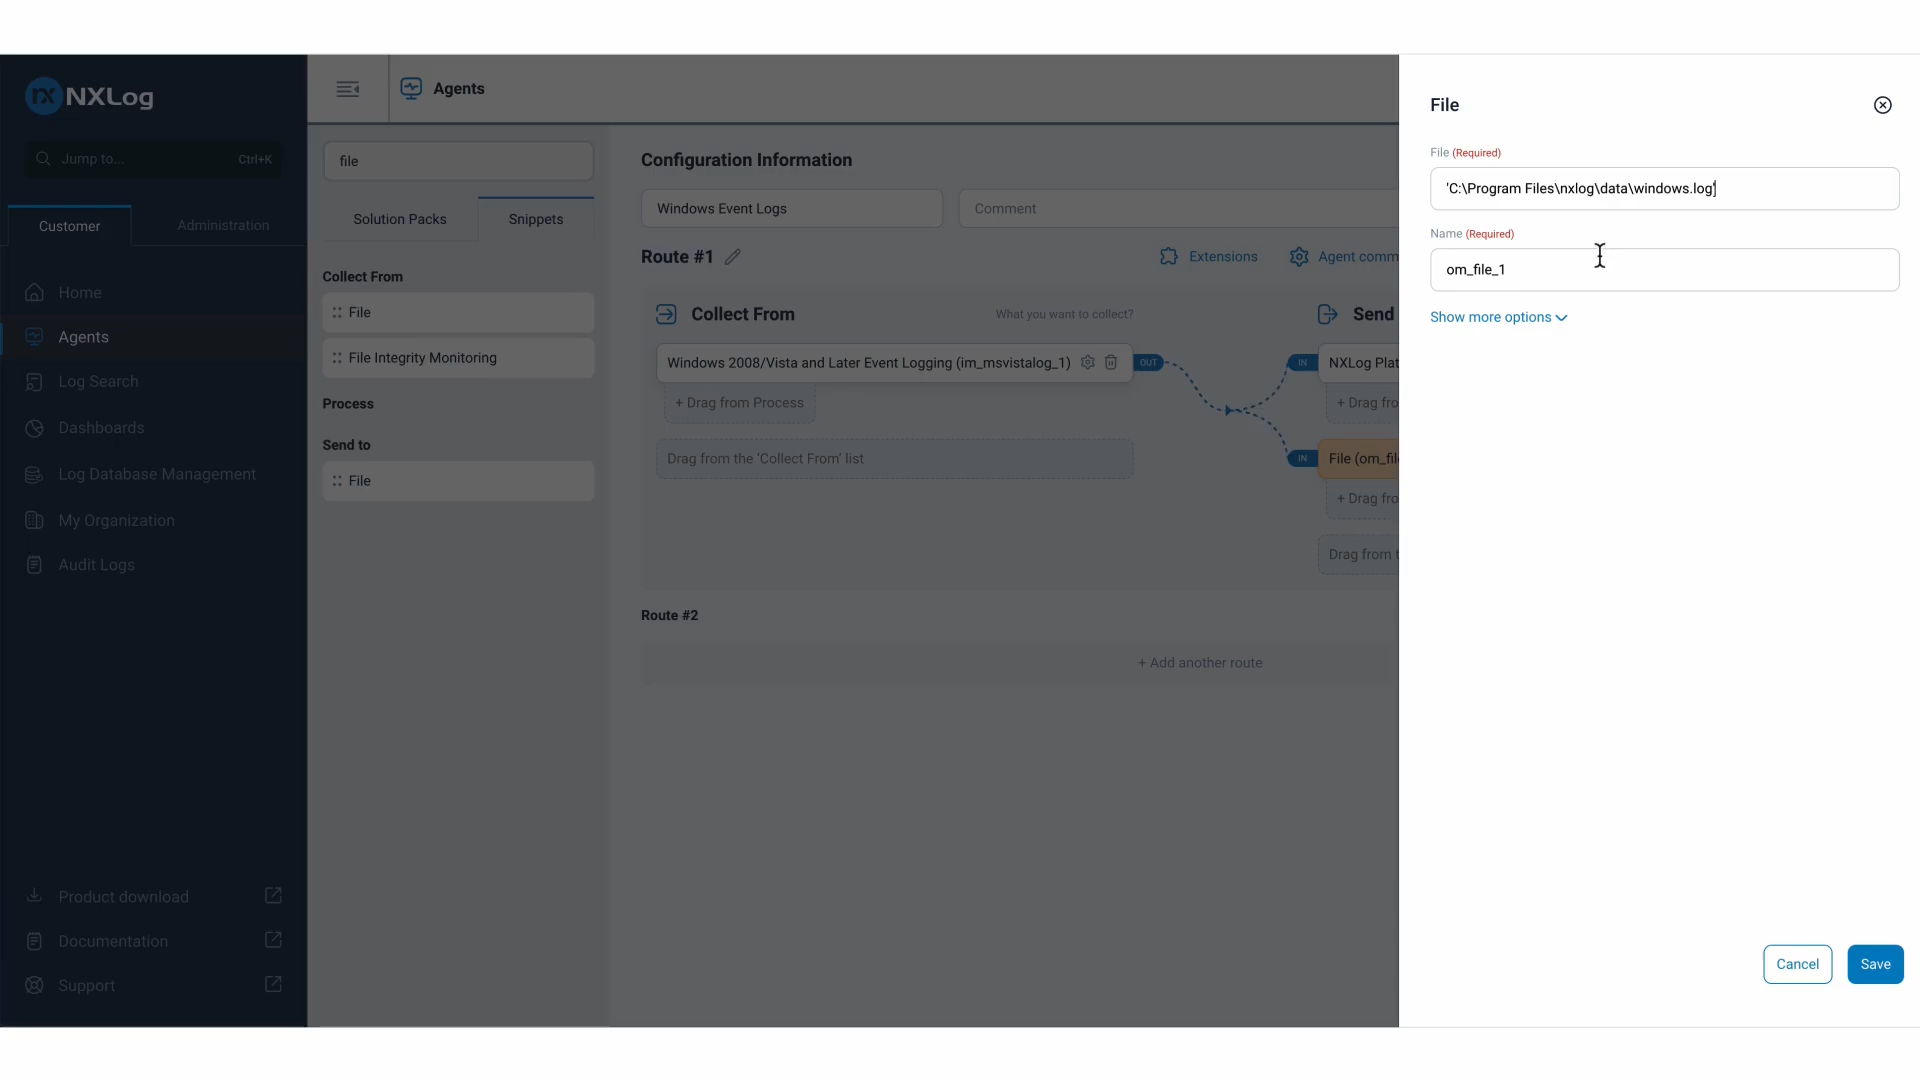 NXLog
Jump to... Ctrl+K
Customer Administration
Home
Agents
Log Search
Dashboards
Log Database Management
My Organization
Audit Logs
Product download
Documentation
Support
Agents
file
Solution Packs Snippets
Collect From
File
File Integrity Monitoring
Process
Send to
File
Configuration Information
Windows Event Logs Comment
Route #1 Extensions Agent comm
Collect From What you want to collect? Send
Windows 2008/Vista and Later Event Logging (im_msvistalog_1) OUT IN NXLog Plat
+ Drag from Process + Drag fro
Drag from the 'Collect From' list IN File (om_fil
+ Drag fro
Drag from t
Route #2
+ Add another route
File
File (Required)
'C:\Program Files\nxlog\data\windows.log'
Name (Required)
om_file_1
Show more options
Cancel Save